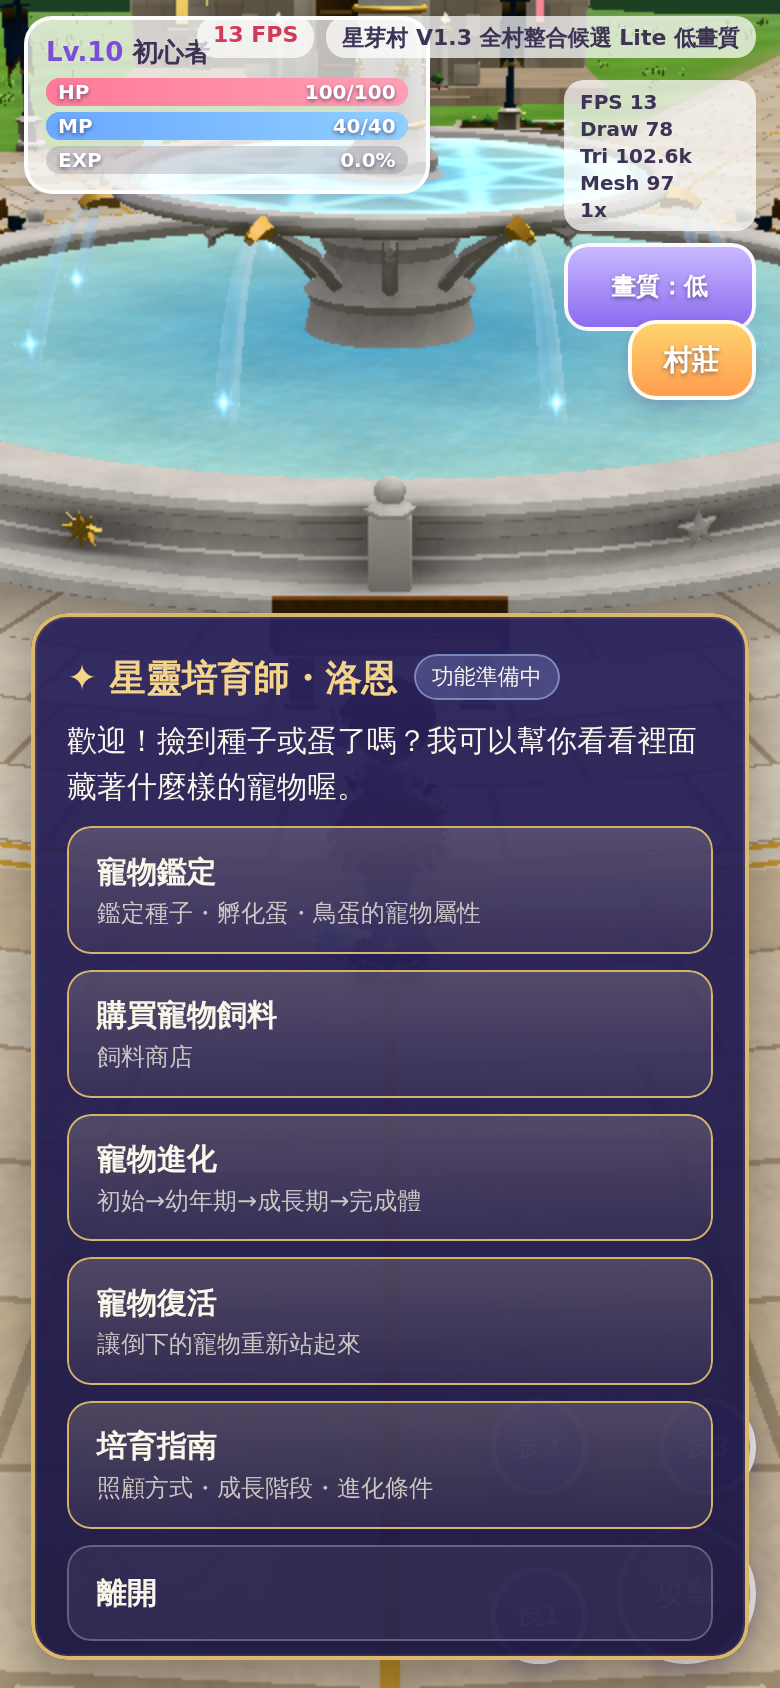 Lv.10 初心者
13 FPS
星芽村 V1.3 全村整合候選 Lite 低畫質
HP 100/100
MP 40/40
EXP 0.0%
FPS 13
Draw 78
Tri 102.6k
Mesh 97
1x
畫質：低
村莊
✦ 星靈培育師・洛恩 功能準備中
歡迎！撿到種子或蛋了嗎？我可以幫你看看裡面
藏著什麼樣的寵物喔。
寵物鑑定
鑑定種子・孵化蛋・鳥蛋的寵物屬性
購買寵物飼料
飼料商店
寵物進化
初始→幼年期→成長期→完成體
寵物復活
讓倒下的寵物重新站起來
培育指南
照顧方式・成長階段・進化條件
技2
技3
離開
技1
攻擊